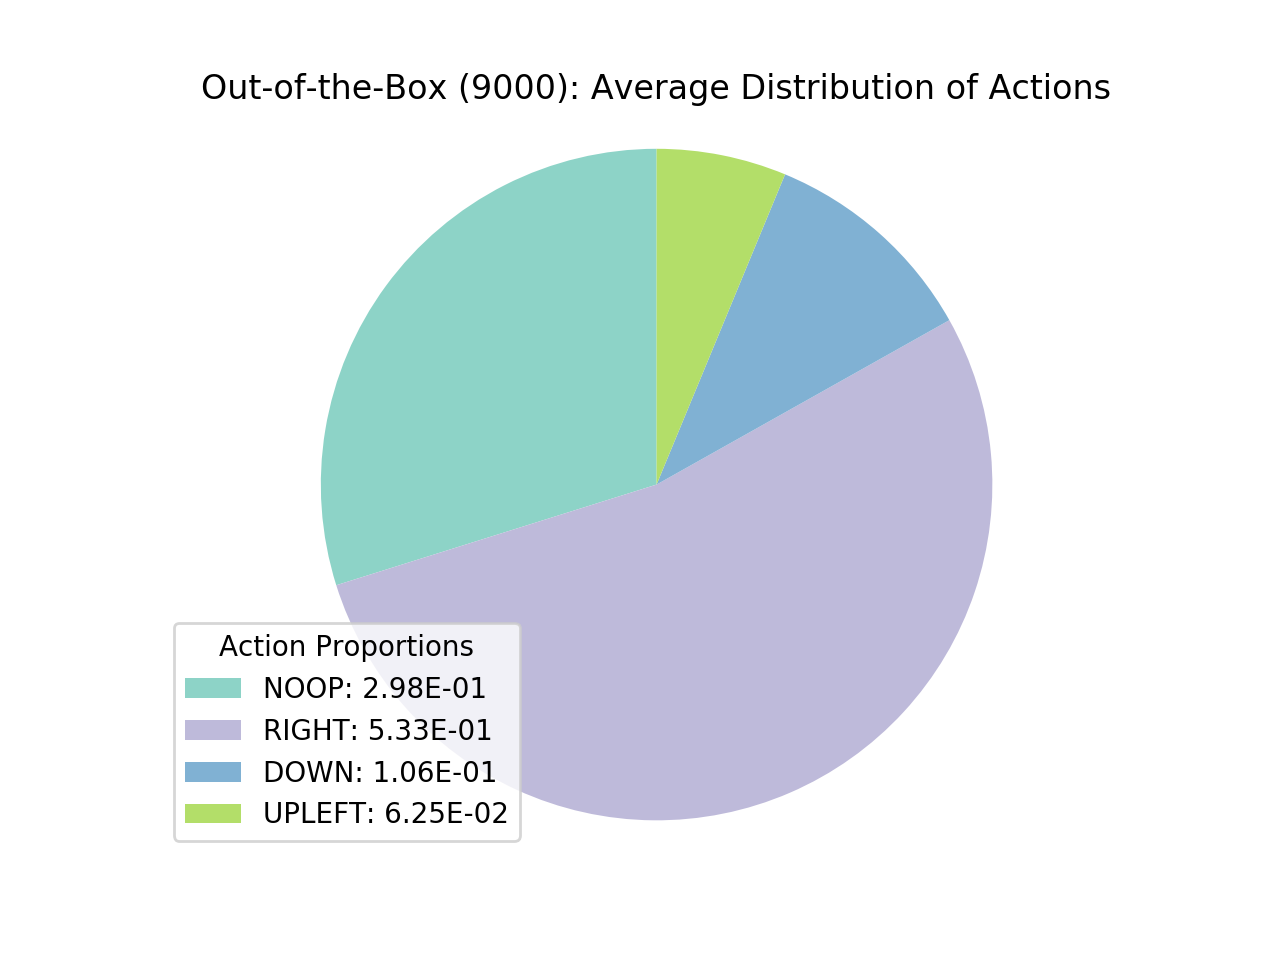 Out-of-the-Box (9000): Average Distribution of Actions
Action Proportions
NOOP: 2.98E-01
RIGHT: 5.33E-01
DOWN: 1.06E-01
UPLEFT: 6.25E-02